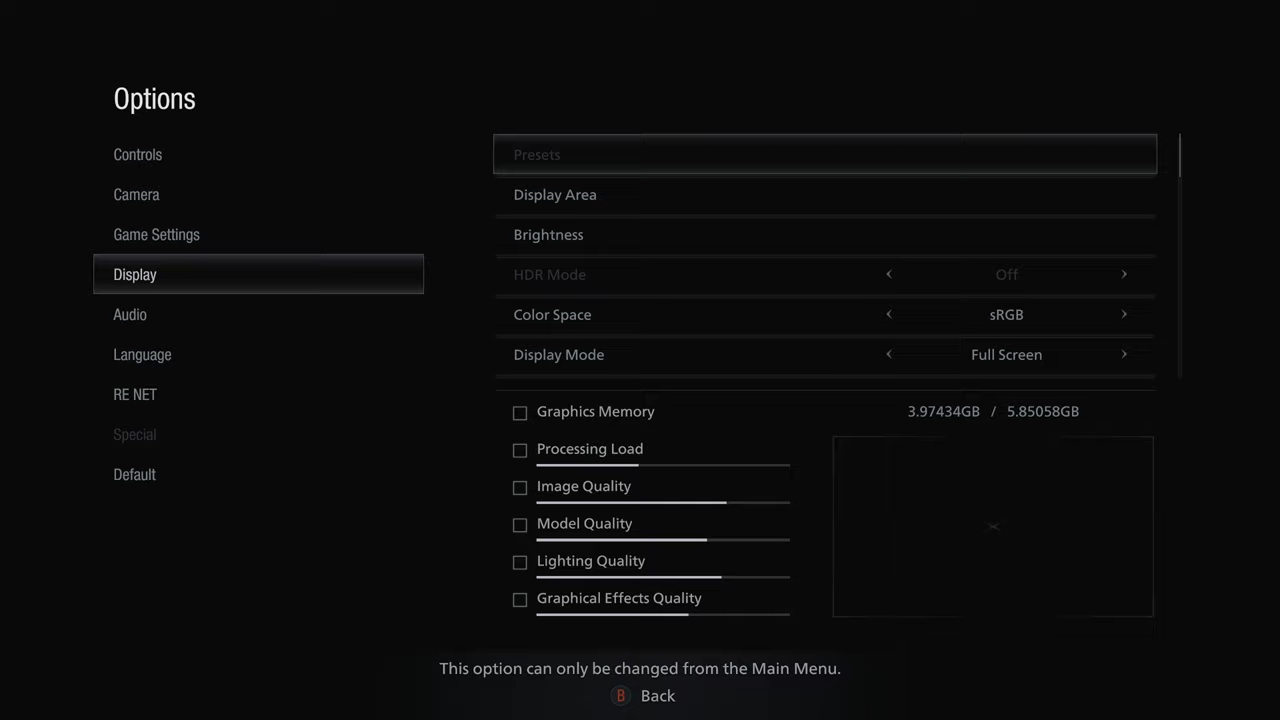 Options
Controls
Camera
Game Settings
Display
Audio
Language
RE NET
Special
Default
Presets
Display Area
Brightness
HDR Mode Off
Color Space sRGB
Display Mode Full Screen
Graphics Memory 3.97434GB / 5.85058GB
Processing Load
Image Quality
Model Quality
Lighting Quality
Graphical Effects Quality
This option can only be changed from the Main Menu.
B Back